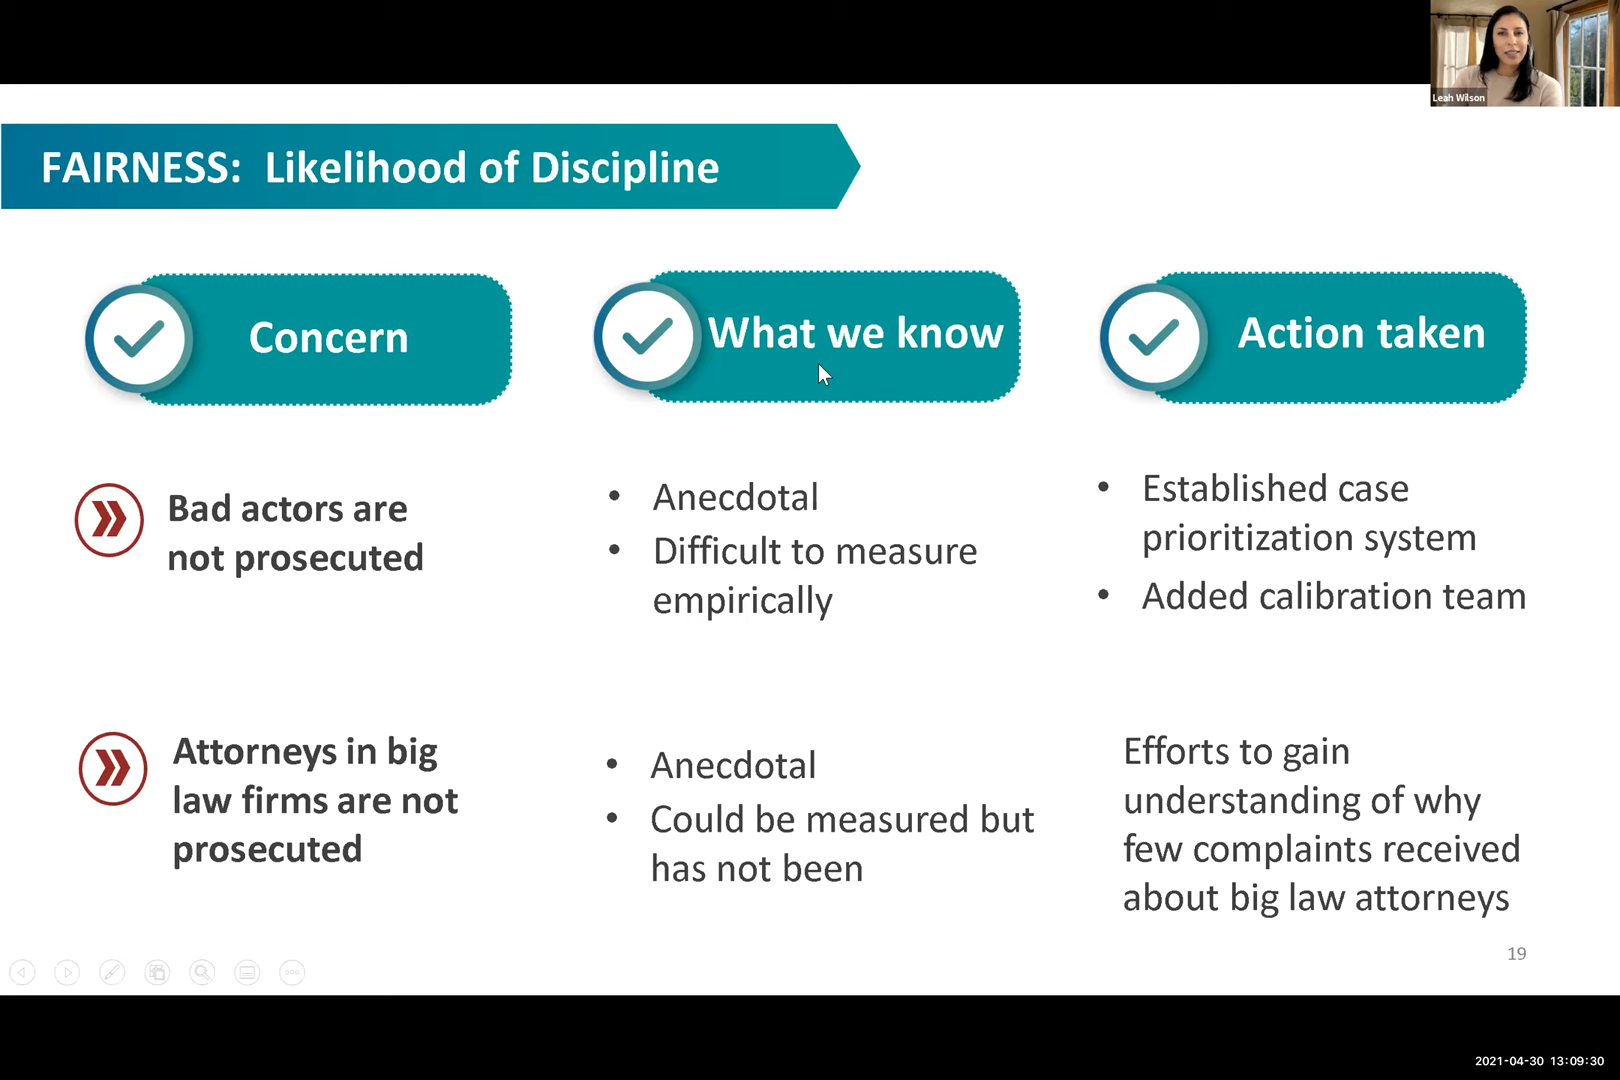 Leah Wilson
FAIRNESS: Likelihood of Discipline
Concern
What we know
Action taken
Bad actors are
not prosecuted
• Anecdotal
• Difficult to measure
empirically
• Established case
prioritization system
• Added calibration team
Attorneys in big
law firms are not
prosecuted
• Anecdotal
• Could be measured but
has not been
Efforts to gain
understanding of why
few complaints received
about big law attorneys
19
2021-04-30 13:09:30